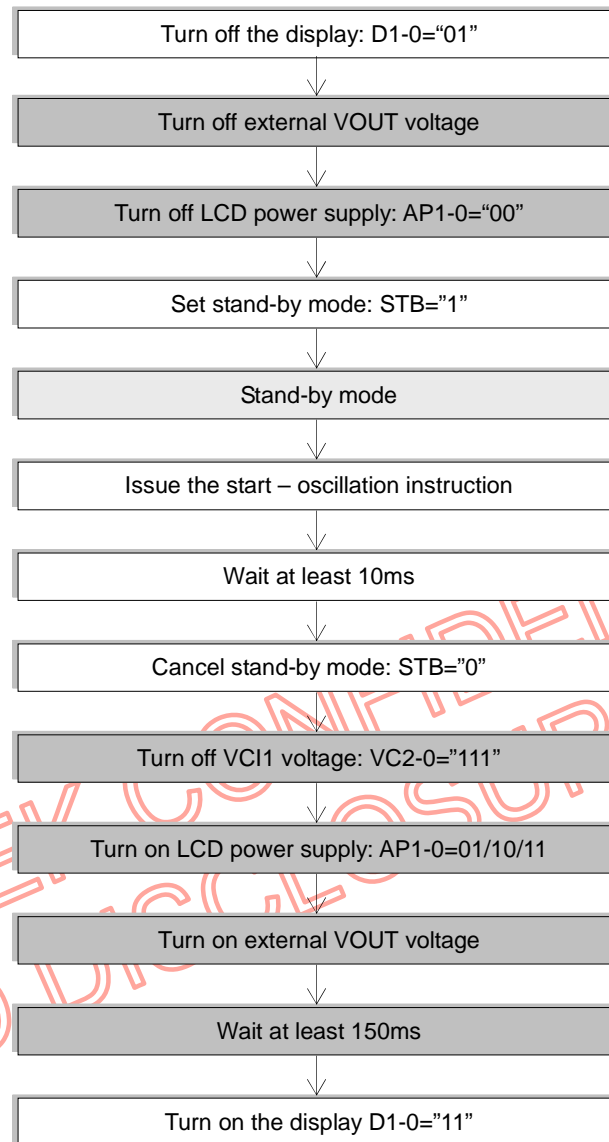 Turn off the display: D1-0=“01”
Turn off external VOUT voltage
Turn off LCD power supply: AP1-0=“00”
Set stand-by mode: STB=”1”
Stand-by mode
Issue the start – oscillation instruction
Wait at least 10ms
Cancel stand-by mode: STB=”0”
Turn off VCI1 voltage: VC2-0=”111”
Turn on LCD power supply: AP1-0=01/10/11
Turn on external VOUT voltage
Wait at least 150ms
Turn on the display D1-0=”11”